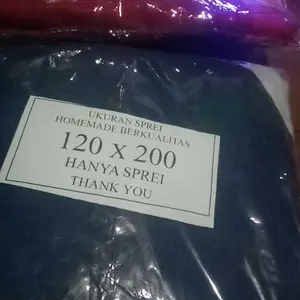 UKURAN SPREI
HOMEMADE BERKUALITAS
120 X 200
HANYA SPREI
THANK YOU